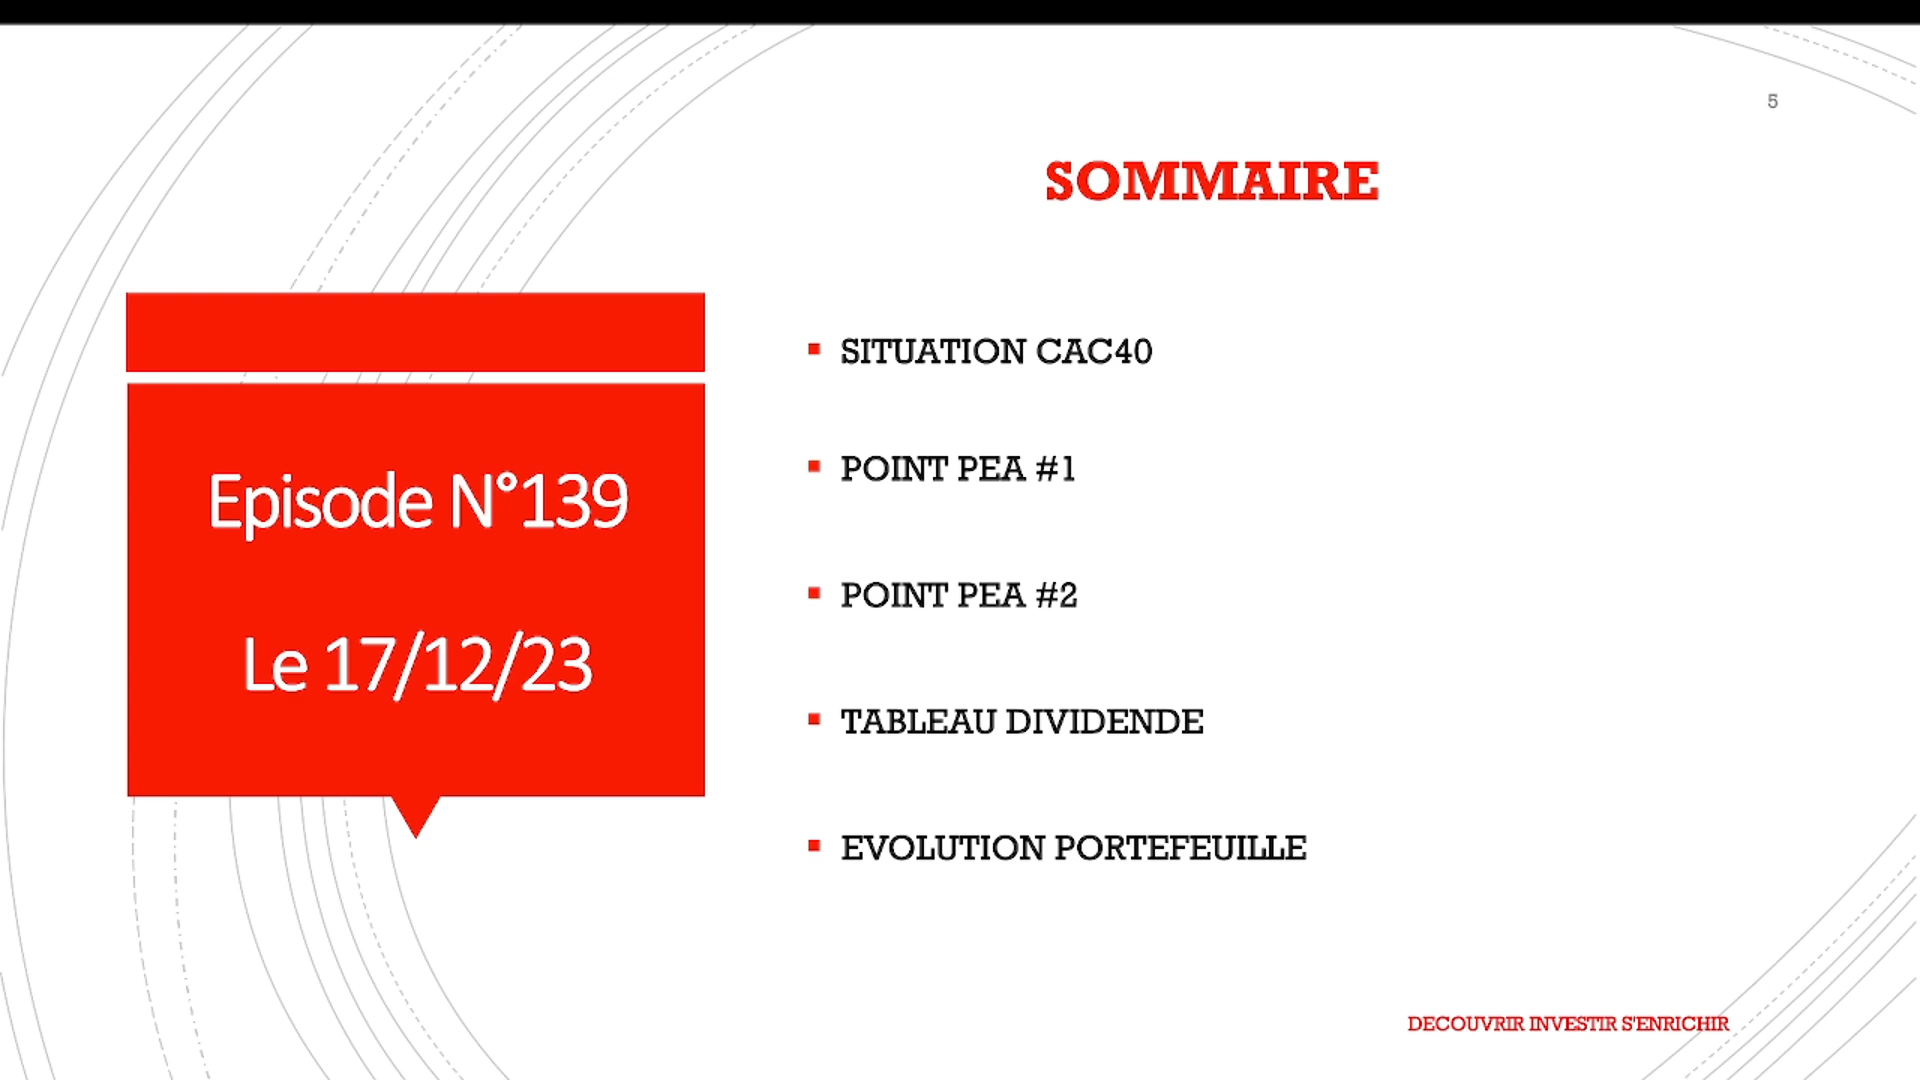 5
SOMMAIRE
Episode N°139
Le 17/12/23
SITUATION CAC40
POINT PEA #1
POINT PEA #2
TABLEAU DIVIDENDE
EVOLUTION PORTEFEUILLE
DECOUVRIR INVESTIR S'ENRICHIR